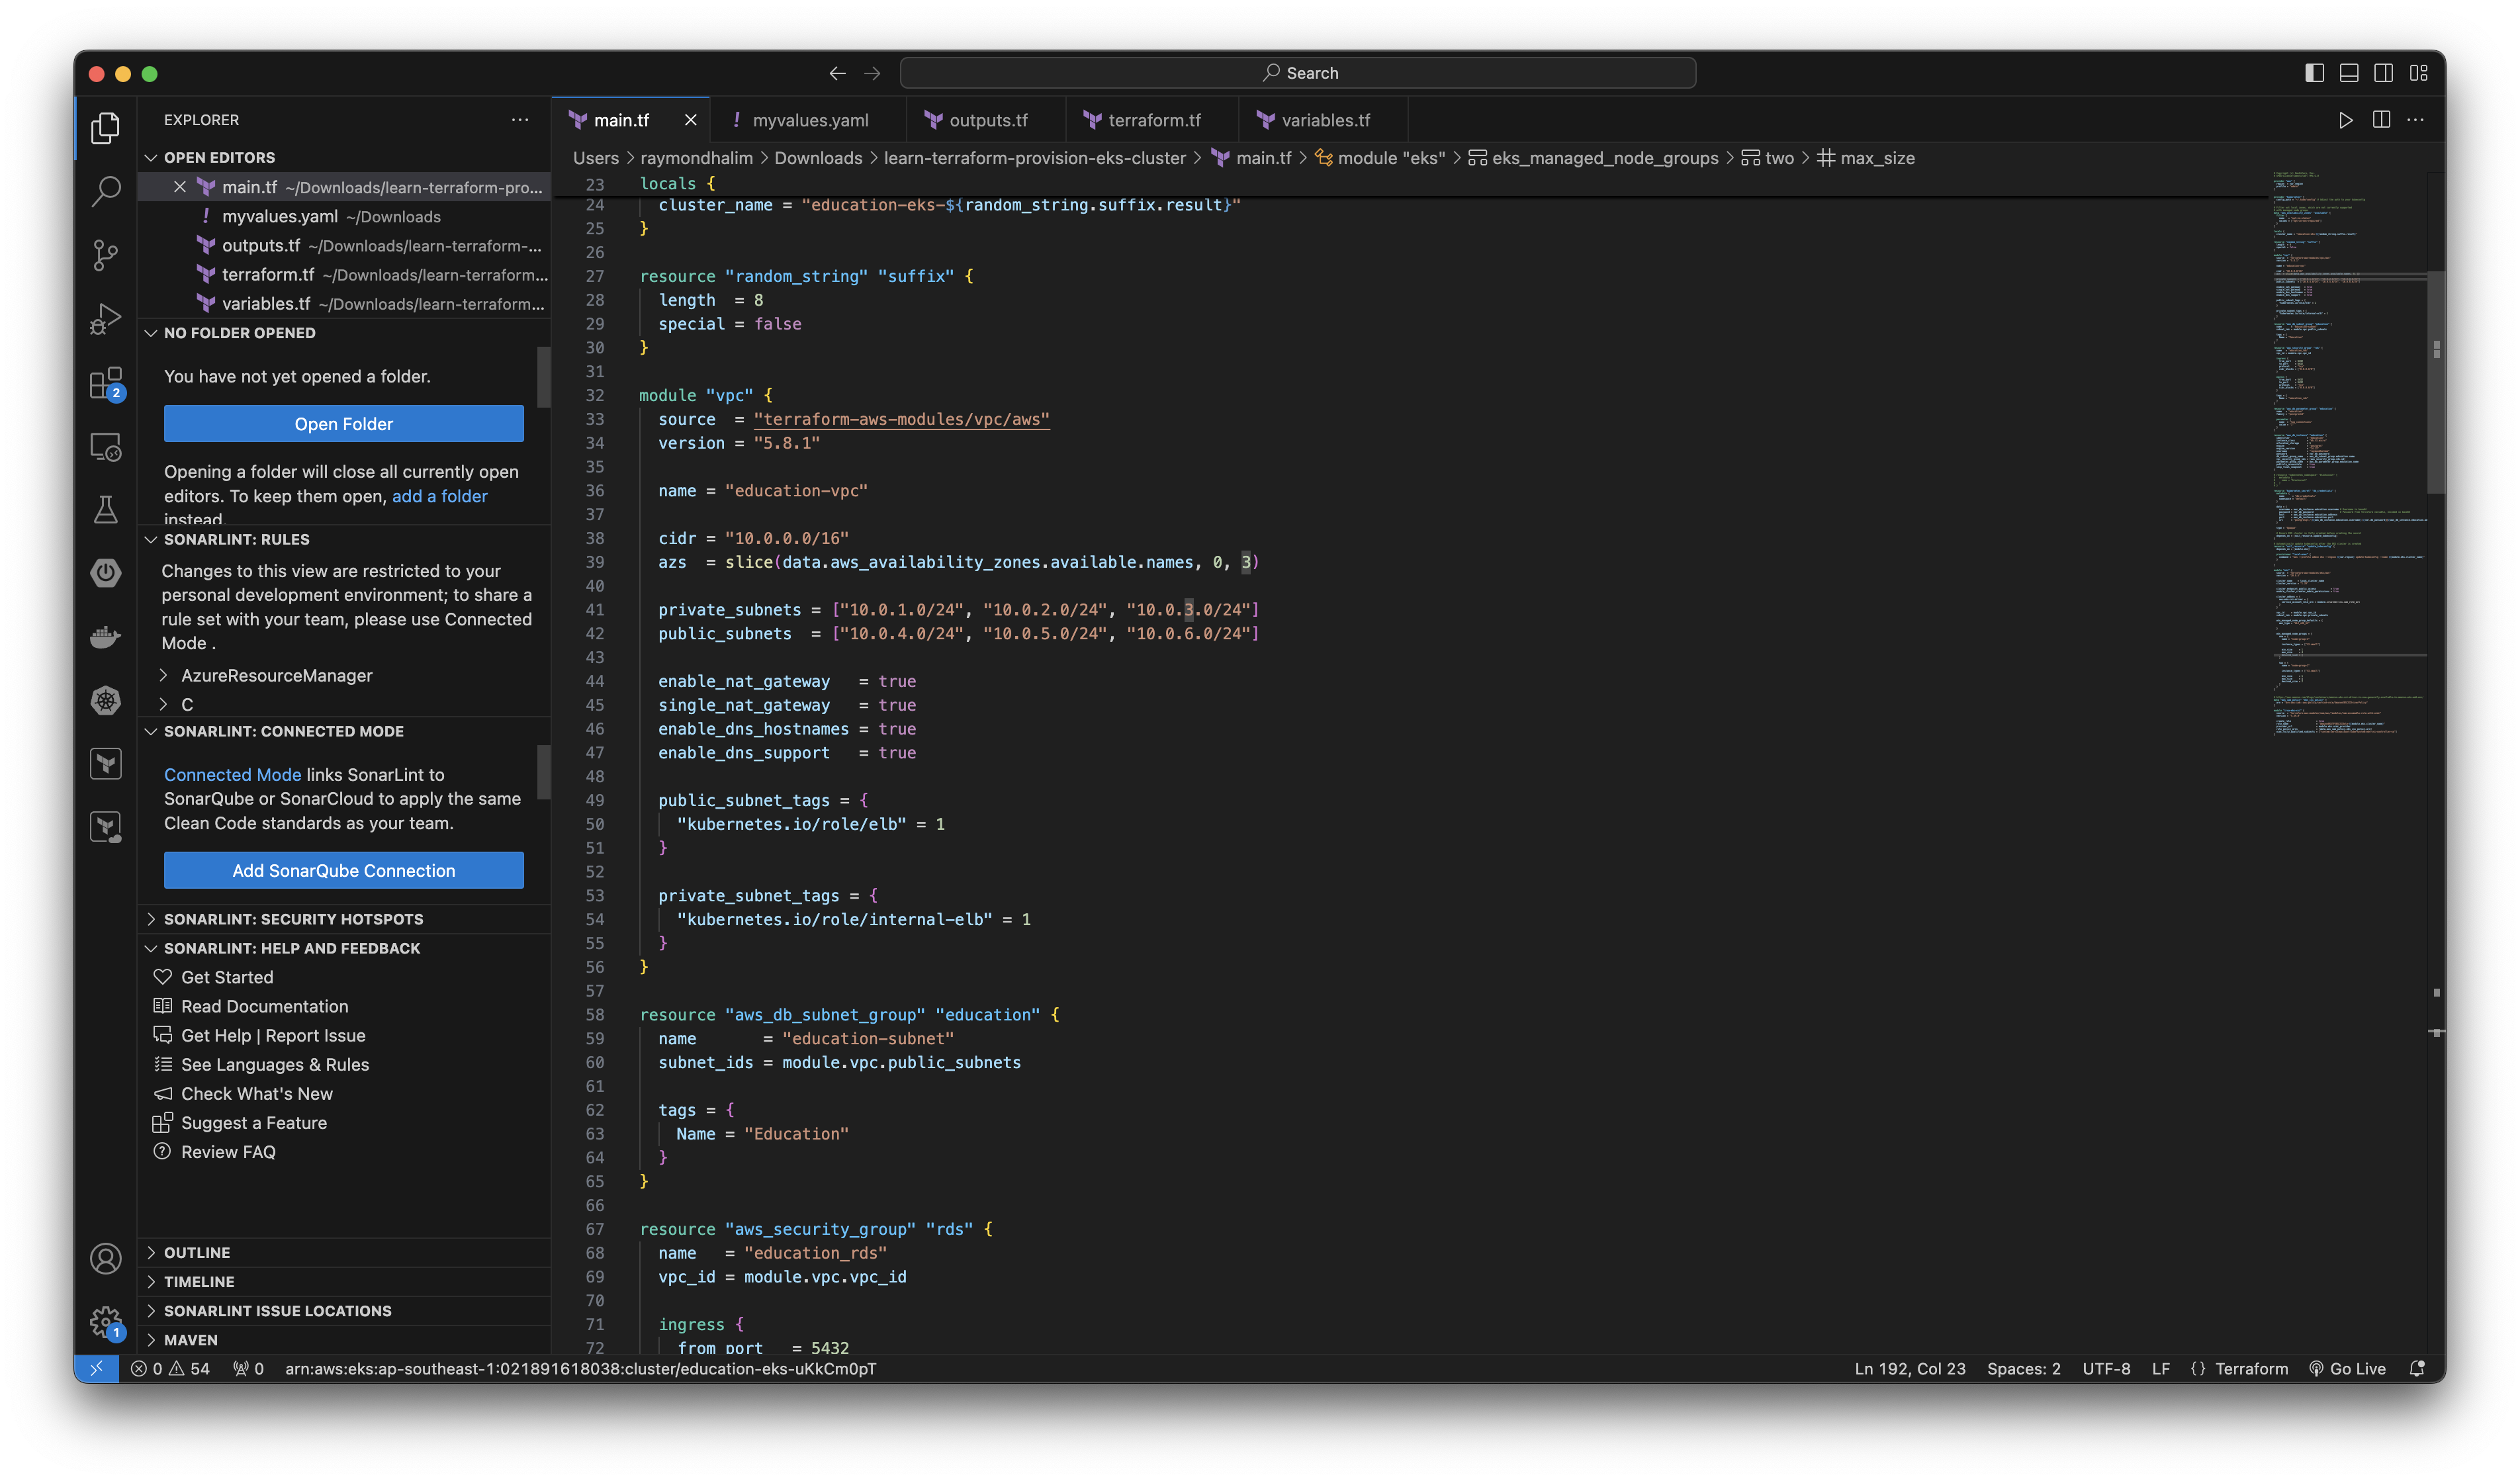 Search
EXPLORER
OPEN EDITORS
main.tf ~/Downloads/learn-terraform-pro...
! myvalues.yaml ~/Downloads
outputs.tf ~/Downloads/learn-terraform-...
terraform.tf ~/Downloads/learn-terraform...
variables.tf ~/Downloads/learn-terraform...
NO FOLDER OPENED
You have not yet opened a folder.
Open Folder
Opening a folder will close all currently open
editors. To keep them open, add a folder
instead.
SONARLINT: RULES
Changes to this view are restricted to your
personal development environment; to share a
rule set with your team, please use Connected
Mode .
AzureResourceManager
C
SONARLINT: CONNECTED MODE
Connected Mode links SonarLint to
SonarQube or SonarCloud to apply the same
Clean Code standards as your team.
Add SonarQube Connection
SONARLINT: SECURITY HOTSPOTS
SONARLINT: HELP AND FEEDBACK
Get Started
Read Documentation
Get Help | Report Issue
See Languages & Rules
Check What's New
Suggest a Feature
Review FAQ
OUTLINE
TIMELINE
SONARLINT ISSUE LOCATIONS
MAVEN
2
1
main.tf ! myvalues.yaml outputs.tf terraform.tf variables.tf
Users > raymondhalim > Downloads > learn-terraform-provision-eks-cluster > main.tf > module "eks" > eks_managed_node_groups > two > max_size
23 locals {
24 cluster_name = "education-eks-${random_string.suffix.result}"
25 }
26
27 resource "random_string" "suffix" {
28 length = 8
29 special = false
30 }
31
32 module "vpc" {
33 source = "terraform-aws-modules/vpc/aws"
34 version = "5.8.1"
35
36 name = "education-vpc"
37
38 cidr = "10.0.0.0/16"
39 azs = slice(data.aws_availability_zones.available.names, 0, 3)
40
41 private_subnets = ["10.0.1.0/24", "10.0.2.0/24", "10.0.3.0/24"]
42 public_subnets = ["10.0.4.0/24", "10.0.5.0/24", "10.0.6.0/24"]
43
44 enable_nat_gateway = true
45 single_nat_gateway = true
46 enable_dns_hostnames = true
47 enable_dns_support = true
48
49 public_subnet_tags = {
50 "kubernetes.io/role/elb" = 1
51 }
52
53 private_subnet_tags = {
54 "kubernetes.io/role/internal-elb" = 1
55 }
56 }
57
58 resource "aws_db_subnet_group" "education" {
59 name = "education-subnet"
60 subnet_ids = module.vpc.public_subnets
61
62 tags = {
63 Name = "Education"
64 }
65 }
66
67 resource "aws_security_group" "rds" {
68 name = "education_rds"
69 vpc_id = module.vpc.vpc_id
70
71 ingress {
72 from_port = 5432
0 54 0 arn:aws:eks:ap-southeast-1:021891618038:cluster/education-eks-uKkCm0pT
Ln 192, Col 23 Spaces: 2 UTF-8 LF {} Terraform Go Live